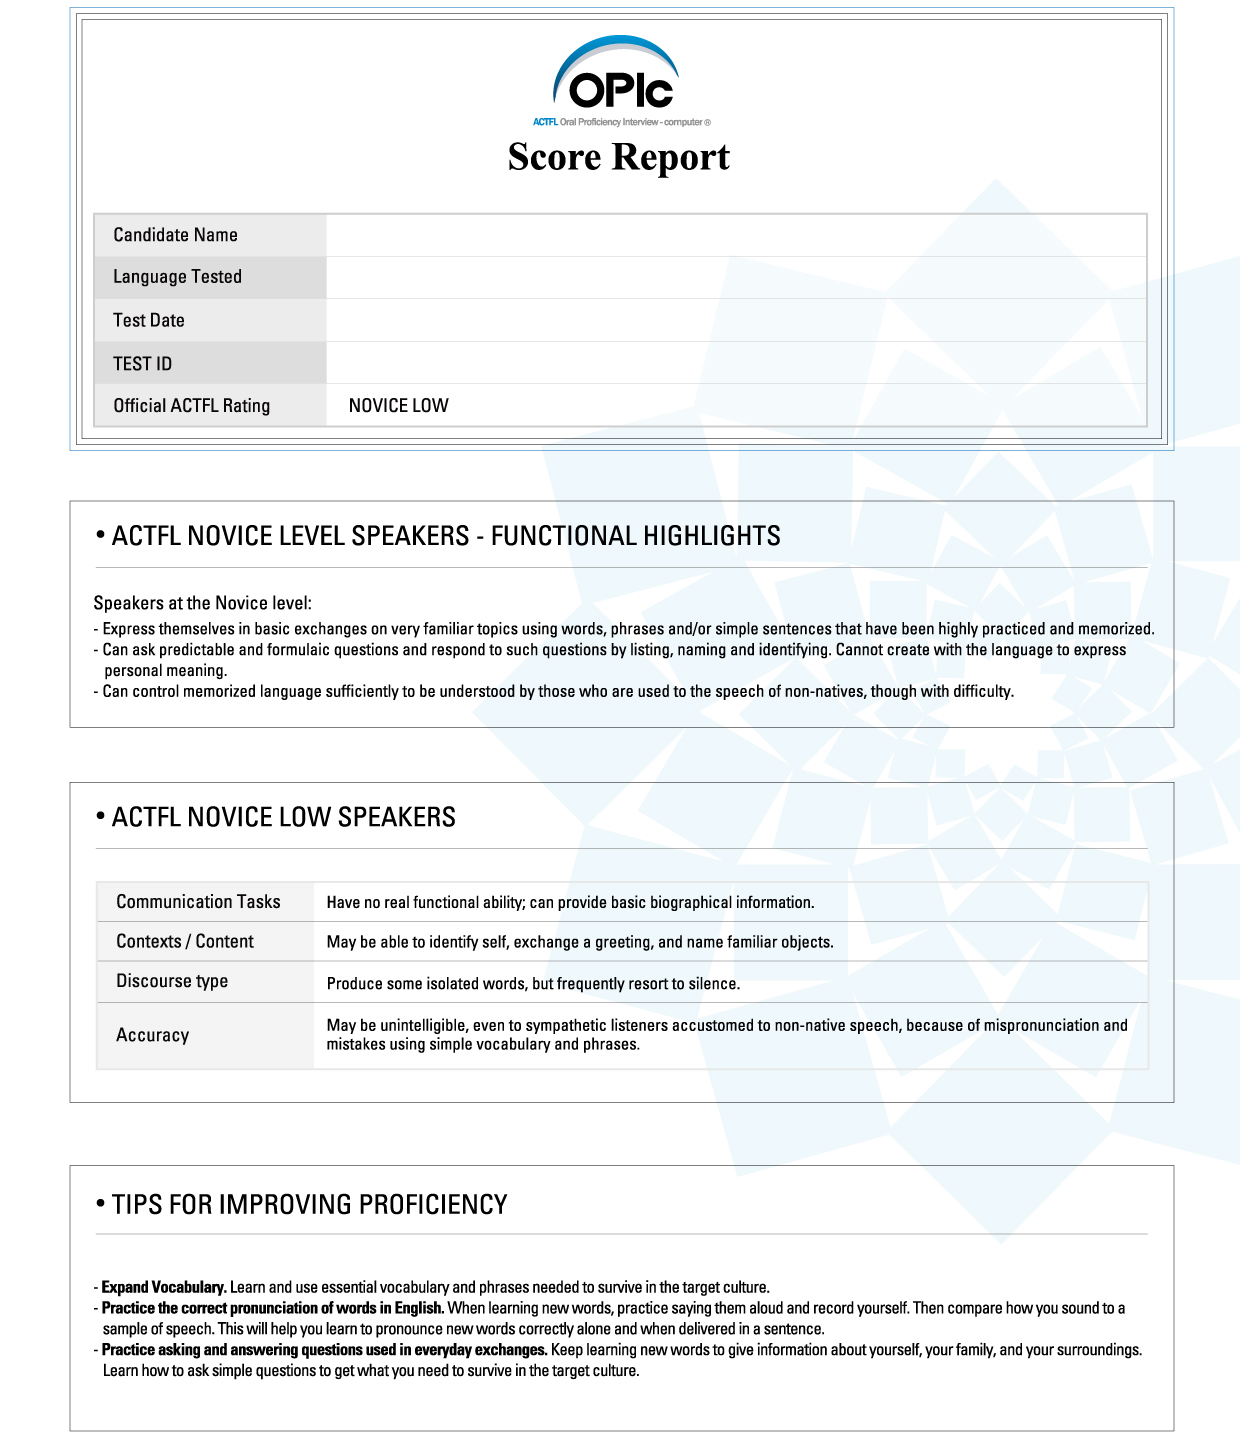 OPIc
ACTFL Oral Proficiency Interview - computer ®
Score Report
Candidate Name
Language Tested
Test Date
TEST ID
Official ACTFL Rating NOVICE LOW
• ACTFL NOVICE LEVEL SPEAKERS - FUNCTIONAL HIGHLIGHTS
Speakers at the Novice level:
- Express themselves in basic exchanges on very familiar topics using words, phrases and/or simple sentences that have been highly practiced and memorized.
- Can ask predictable and formulaic questions and respond to such questions by listing, naming and identifying. Cannot create with the language to express
personal meaning.
- Can control memorized language sufficiently to be understood by those who are used to the speech of non-natives, though with difficulty.
• ACTFL NOVICE LOW SPEAKERS
Communication Tasks Have no real functional ability; can provide basic biographical information.
Contexts / Content May be able to identify self, exchange a greeting, and name familiar objects.
Discourse type Produce some isolated words, but frequently resort to silence.
Accuracy May be unintelligible, even to sympathetic listeners accustomed to non-native speech, because of mispronunciation and
mistakes using simple vocabulary and phrases.
• TIPS FOR IMPROVING PROFICIENCY
- Expand Vocabulary. Learn and use essential vocabulary and phrases needed to survive in the target culture.
- Practice the correct pronunciation of words in English. When learning new words, practice saying them aloud and record yourself. Then compare how you sound to a
sample of speech. This will help you learn to pronounce new words correctly alone and when delivered in a sentence.
- Practice asking and answering questions used in everyday exchanges. Keep learning new words to give information about yourself, your family, and your surroundings.
Learn how to ask simple questions to get what you need to survive in the target culture.